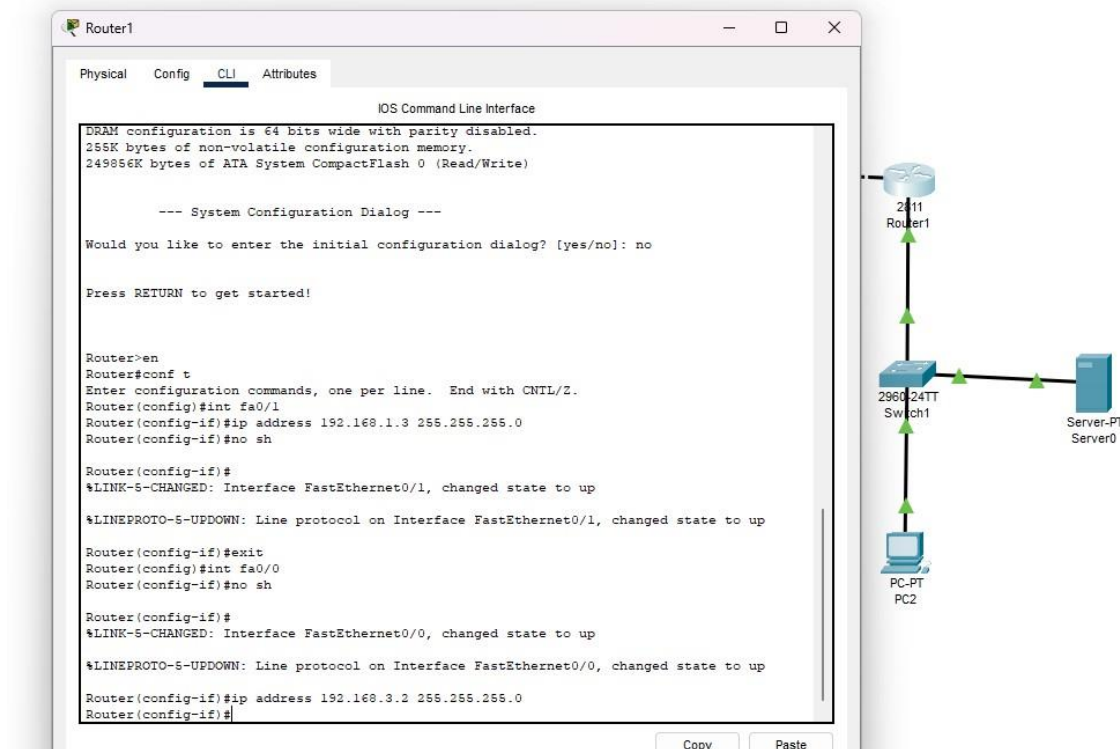 Router1
Physical Config CLI Attributes
IOS Command Line Interface
DRAM configuration is 64 bits wide with parity disabled.
255K bytes of non-volatile configuration memory.
249856K bytes of ATA System CompactFlash 0 (Read/Write)
--- System Configuration Dialog ---
Would you like to enter the initial configuration dialog? [yes/no]: no
Press RETURN to get started!
Router>en
Router#conf t
Enter configuration commands, one per line. End with CNTL/Z.
Router(config)#int fa0/1
Router(config-if)#ip address 192.168.1.3 255.255.255.0
Router(config-if)#no sh
Router(config-if)#
%LINK-5-CHANGED: Interface FastEthernet0/1, changed state to up
%LINEPROTO-5-UPDOWN: Line protocol on Interface FastEthernet0/1, changed state to up
Router(config-if)#exit
Router(config)#int fa0/0
Router(config-if)#no sh
Router(config-if)#
%LINK-5-CHANGED: Interface FastEthernet0/0, changed state to up
%LINEPROTO-5-UPDOWN: Line protocol on Interface FastEthernet0/0, changed state to up
Router(config-if)#ip address 192.168.3.2 255.255.255.0
Router(config-if)#
Copy Paste
2811
Router1
2960-24TT
Switch1
Server-PT
Server0
PC-PT
PC2